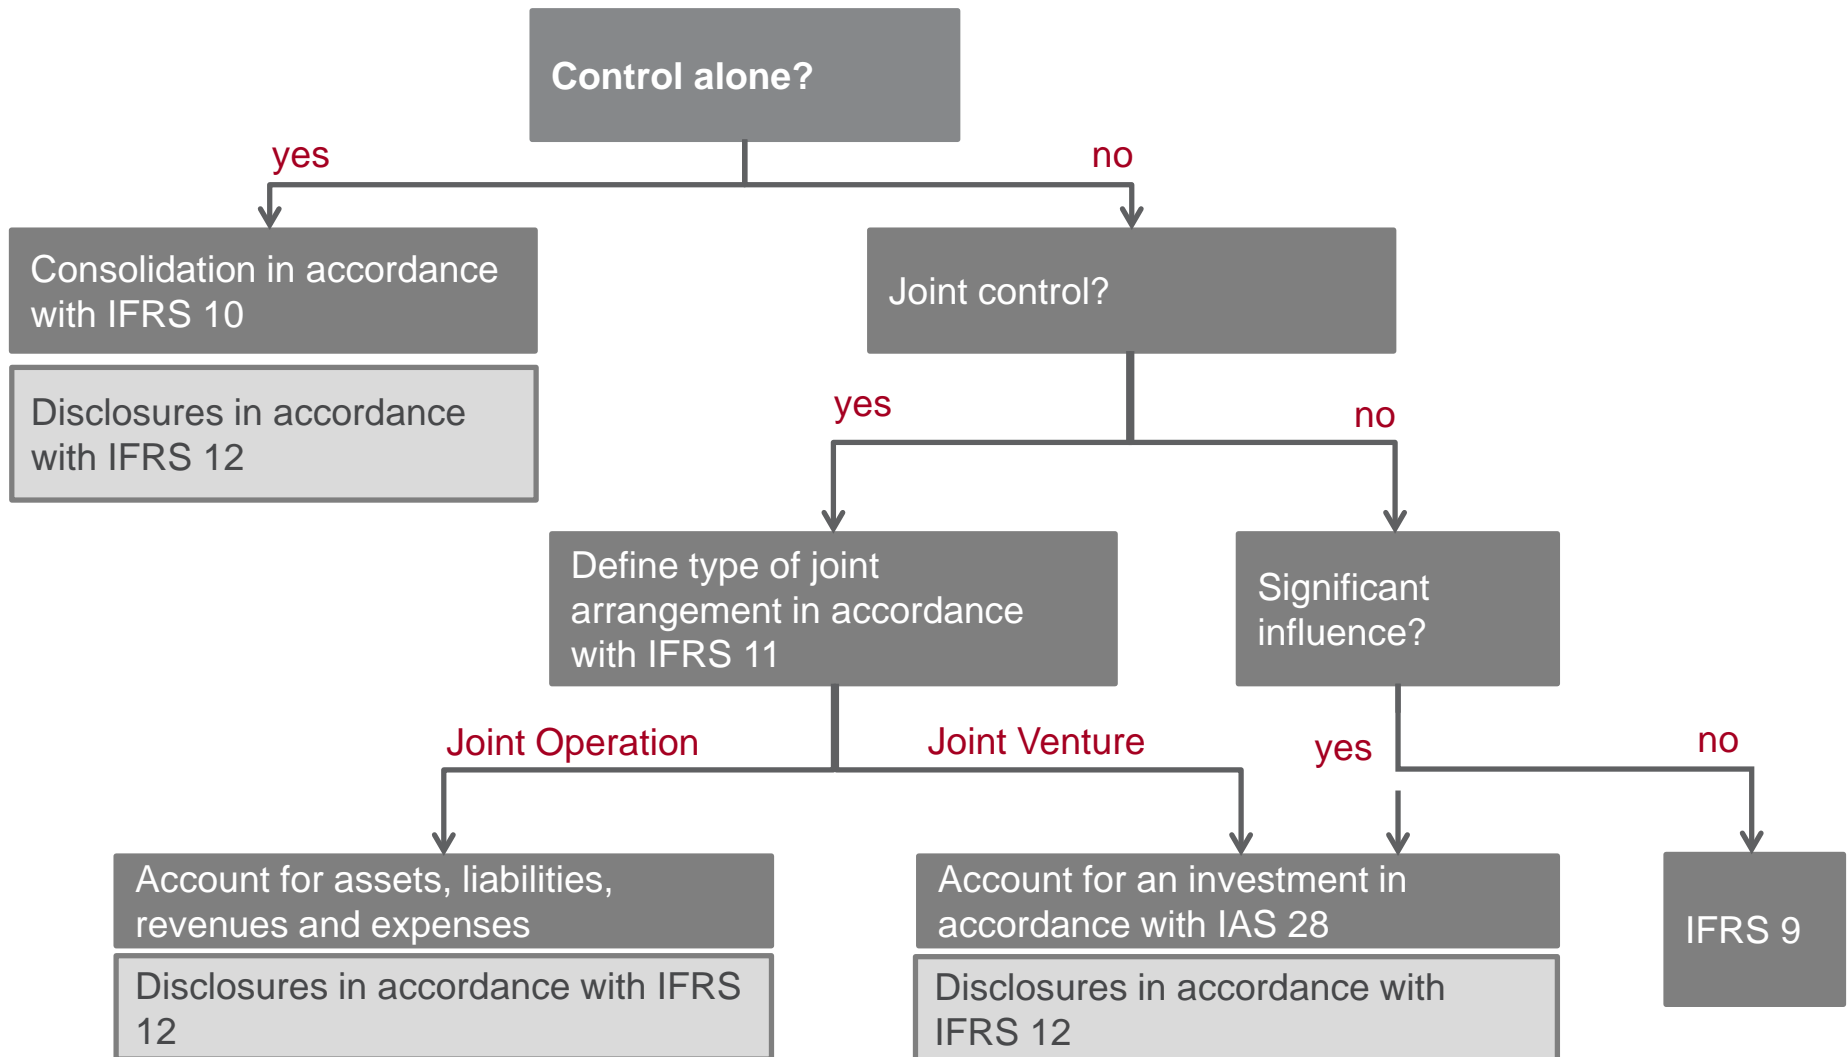 Control alone?
yes
no
Consolidation in accordance
with IFRS 10
Joint control?
Disclosures in accordance
with IFRS 12
yes
no
Define type of joint
arrangement in accordance
with IFRS 11
Significant
influence?
Joint Operation
Joint Venture
yes
no
Account for assets, liabilities,
revenues and expenses
Account for an investment in
accordance with IAS 28
IFRS 9
Disclosures in accordance with IFRS
12
Disclosures in accordance with
IFRS 12